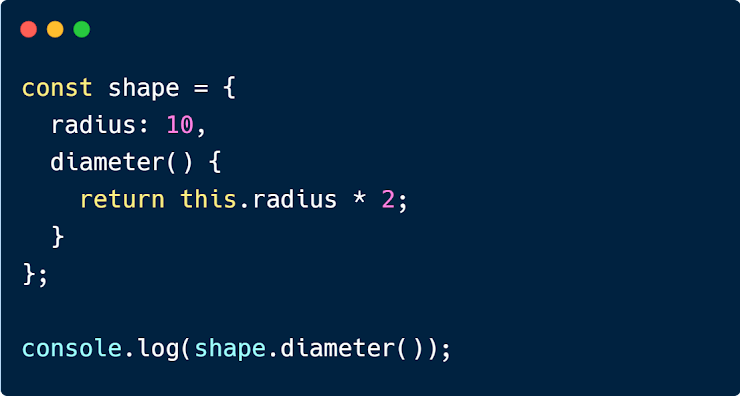 const shape = {
  radius: 10,
  diameter() {
    return this.radius * 2;
  }
};

console.log(shape.diameter());